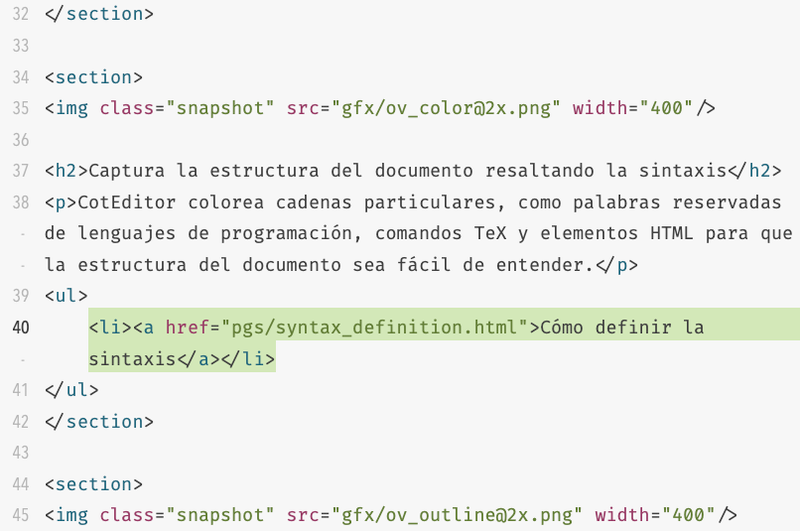 32 </section>
33
34 <section>
35 <img class="snapshot" src="gfx/ov_color@2x.png" width="400"/>
36
37 <h2>Captura la estructura del documento resaltando la sintaxis</h2>
38 <p>CotEditor colorea cadenas particulares, como palabras reservadas
- de lenguajes de programación, comandos TeX y elementos HTML para que
- la estructura del documento sea fácil de entender.</p>
39 <ul>
40 <li><a href="pgs/syntax_definition.html">Cómo definir la
- sintaxis</a></li>
41 </ul>
42 </section>
43
44 <section>
45 <img class="snapshot" src="gfx/ov_outline@2x.png" width="400"/>